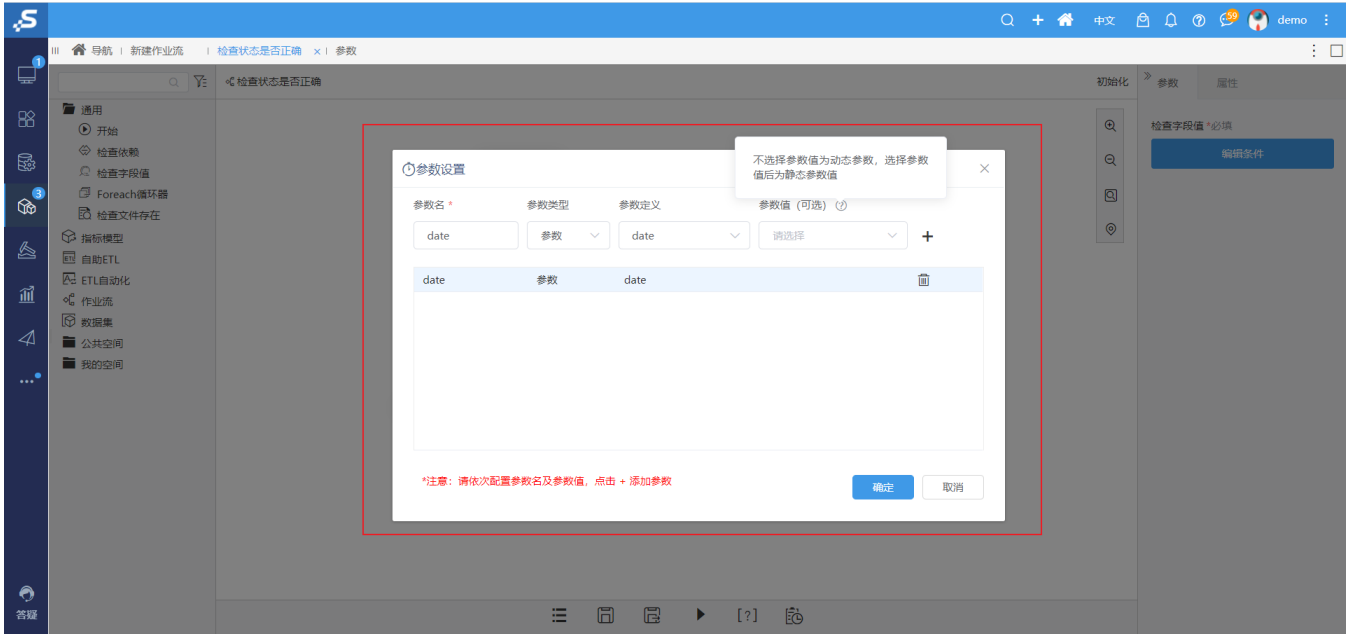 S
中文
59
demo
导航
新建作业流
检查状态是否正确
×
参数
1
3
答疑
通用
开始
检查依赖
检查字段值
Foreach循环器
检查文件存在
指标模型
自助ETL
ETL自动化
作业流
数据集
公共空间
我的空间
检查状态是否正确
初始化
参数
属性
检查字段值 *必填
编辑条件
参数设置
不选择参数值为动态参数，选择参数
值后为静态参数值
参数名 *
参数类型
参数定义
参数值（可选）
date
参数
date
请选择
+
date
参数
date
*注意：请依次配置参数名及参数值，点击 + 添加参数
确定
取消
[?]